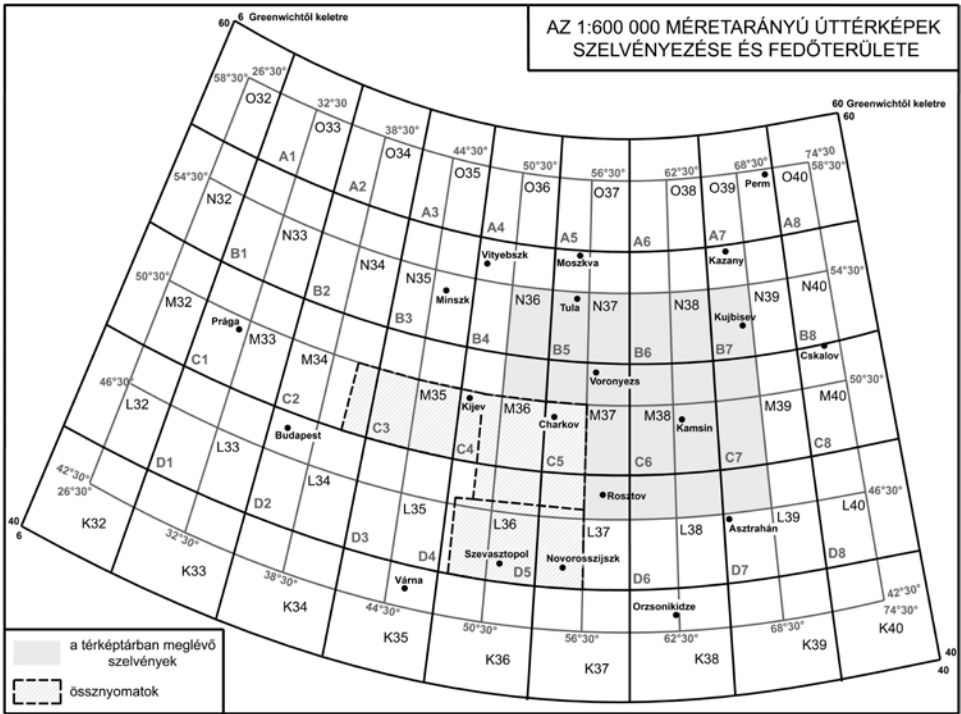 AZ 1:600 000 MÉRETARÁNYÚ ÚTTÉRKÉPEK
SZELVÉNYEZÉSE ÉS FEDŐTERÜLETE
60
6 Greenwichtől keletre
60 Greenwichtől keletre
60
58°30'
26°30'
32°30
38°30'
44°30'
50°30'
56°30'
62°30'
68°30'
74°30
58°30'
O32
O33
O34
O35
O36
O37
O38
O39
Perm
O40
A1
A2
A3
A4
A5
A6
A7
A8
54°30'
N32
N33
N34
N35
Vityebszk
Moszkva
Kazany
54°30'
Minszk
N36
Tula
N37
N38
Kujbisev
N39
N40
B1
B2
B3
B4
B5
B6
B7
B8
Cskalov
50°30'
M32
Prága
M33
M34
M35
Kijev
M36
Charkov
Voronyezs
M37
M38
Kamsin
M39
M40
50°30'
C1
C2
C3
C4
C5
C6
C7
C8
46°30'
L32
L33
Budapest
L34
L35
L36
L37
Rosztov
L38
Asztrahán
L39
L40
46°30'
D1
D2
D3
D4
Szevasztopol
D5
Novorosszijszk
D6
D7
D8
42°30'
26°30'
40
6
K32
32°30'
K33
38°30'
K34
Várna
44°30'
K35
50°30'
K36
56°30'
K37
Orzsonikidze
62°30'
K38
68°30'
K39
42°30'
74°30'
K40
40
40
a térképtárban meglévő
szelvények
össznyomatok